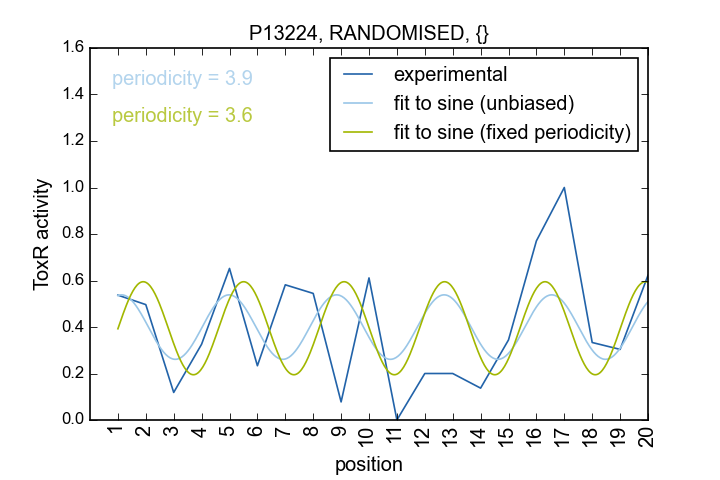 P13224, RANDOMISED, {}
periodicity = 3.9
periodicity = 3.6
experimental
fit to sine (unbiased)
fit to sine (fixed periodicity)
ToxR activity
1.6
1.4
1.2
1.0
0.8
0.6
0.4
0.2
0.0
1 2 3 4 5 6 7 8 9 10 11 12 13 14 15 16 17 18 19 20
position